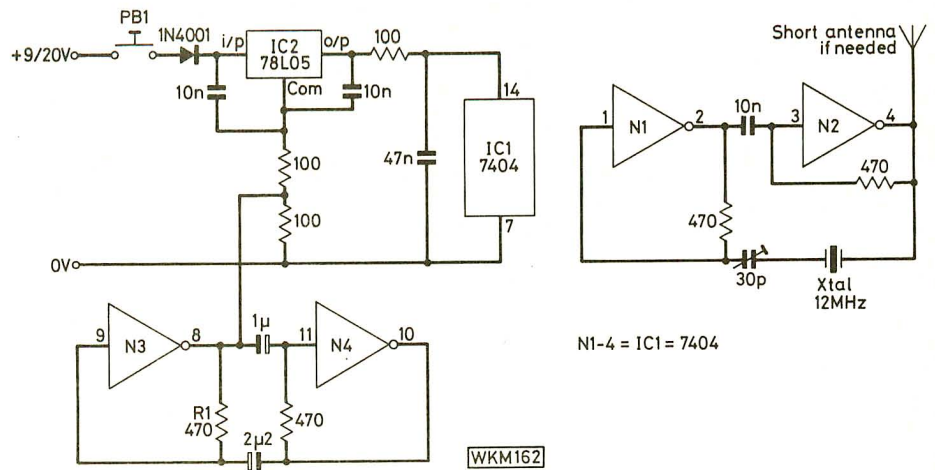 PB1
+9/20V
1N4001
i/p
IC2
78L05
o/p
Com
100
10n
10n
14
IC1
7404
7
47n
100
100
0V
9
N3
8
1μ
11
N4
10
R1
470
470
2μ2
WKM162
Short antenna
if needed
1
N1
2
10n
3
N2
4
470
470
30p
Xtal
12MHz
N1-4 = IC1 = 7404